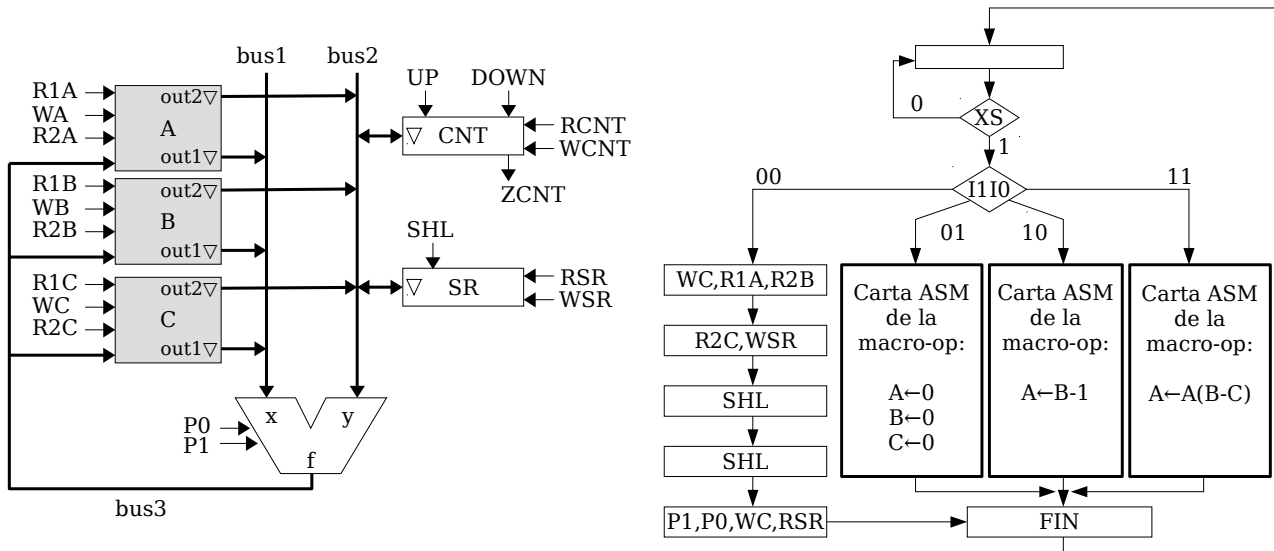 bus1
bus2
R1A
WA
R2A
out2▽
A
out1▽
R1B
WB
R2B
out2▽
B
out1▽
R1C
WC
R2C
out2▽
C
out1▽
UP
DOWN
▽ CNT
RCNT
WCNT
ZCNT
SHL
▽ SR
RSR
WSR
x
y
P0
P1
f
bus3
0
XS
1
I1I0
00
01
10
11
WC,R1A,R2B
R2C,WSR
SHL
SHL
P1,P0,WC,RSR
Carta ASM
de la
macro-op:
A←0
B←0
C←0
Carta ASM
de la
macro-op:
A←B-1
Carta ASM
de la
macro-op:
A←A(B-C)
FIN